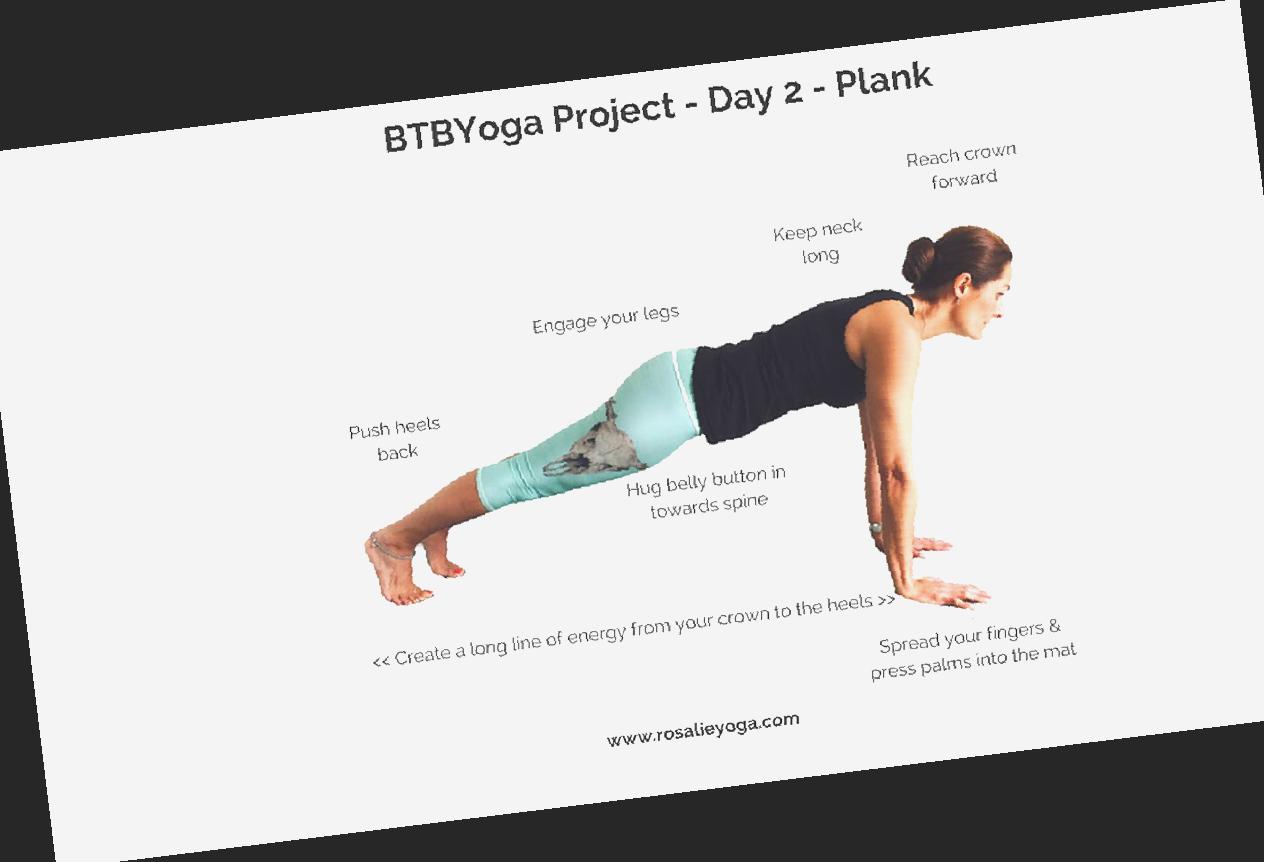 BTBYoga Project - Day 2 - Plank
Reach crown
forward
Keep neck
long
Engage your legs
Push heels
back
Hug belly button in
towards spine
<< Create a long line of energy from your crown to the heels >>
Spread your fingers &
press palms into the mat
www.rosalieyoga.com